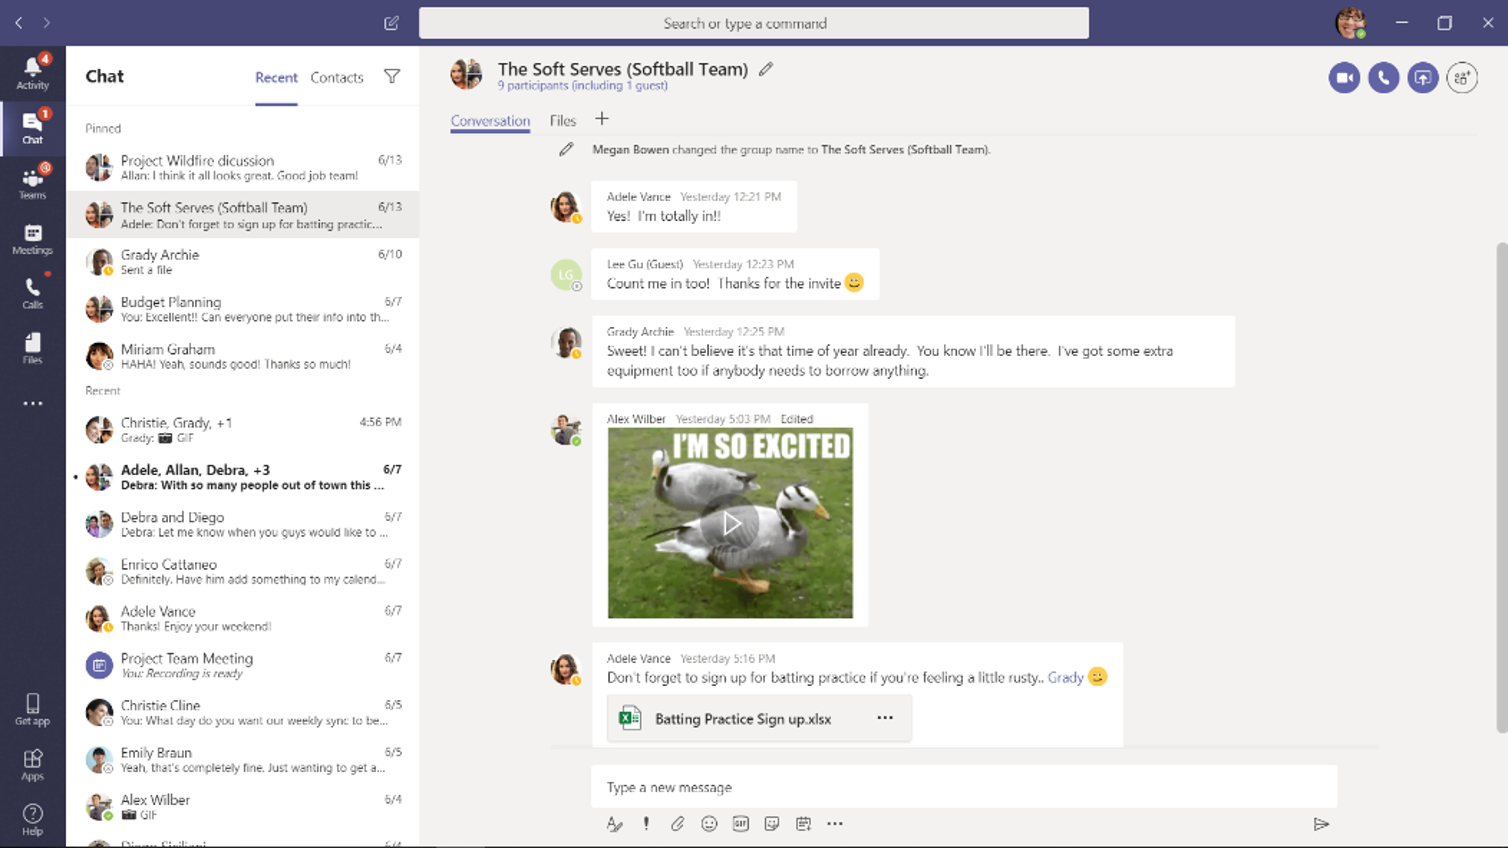 Search or type a command
4
Activity
1
Chat
Teams
Meetings
Calls
Files
Get app
Apps
Help
Chat
Recent
Contacts
Pinned
Project Wildfire dicussion 6/13
Allan: I think it all looks great. Good job team!
The Soft Serves (Softball Team) 6/13
Adele: Don't forget to sign up for batting practic...
Grady Archie 6/10
Sent a file
Budget Planning 6/7
You: Excellent!! Can everyone put their info into th...
Miriam Graham 6/4
HAHA! Yeah, sounds good! Thanks so much!
Recent
Christie, Grady, +1 4:56 PM
Grady: GIF
Adele, Allan, Debra, +3 6/7
Debra: With so many people out of town this ...
Debra and Diego 6/7
Debra: Let me know when you guys would like to ...
Enrico Cattaneo 6/7
Definitely. Have him add something to my calend...
Adele Vance 6/7
Thanks! Enjoy your weekend!
Project Team Meeting 6/7
You: Recording is ready
Christie Cline 6/5
You: What day do you want our weekly sync to be...
Emily Braun 6/5
Yeah, that's completely fine. Just wanting to get a...
Alex Wilber 6/4
GIF
The Soft Serves (Softball Team)
9 participants (including 1 guest)
Conversation Files
Megan Bowen changed the group name to The Soft Serves (Softball Team).
Adele Vance Yesterday 12:21 PM
Yes! I'm totally in!!
LG
Lee Gu (Guest) Yesterday 12:23 PM
Count me in too! Thanks for the invite 😀
Grady Archie Yesterday 12:25 PM
Sweet! I can't believe it's that time of year already. You know I'll be there. I've got some extra
equipment too if anybody needs to borrow anything.
Alex Wilber Yesterday 5:03 PM Edited
I'M SO EXCITED
Adele Vance Yesterday 5:16 PM
Don't forget to sign up for batting practice if you're feeling a little rusty.. Grady 😉
Batting Practice Sign up.xlsx
Type a new message
GIF